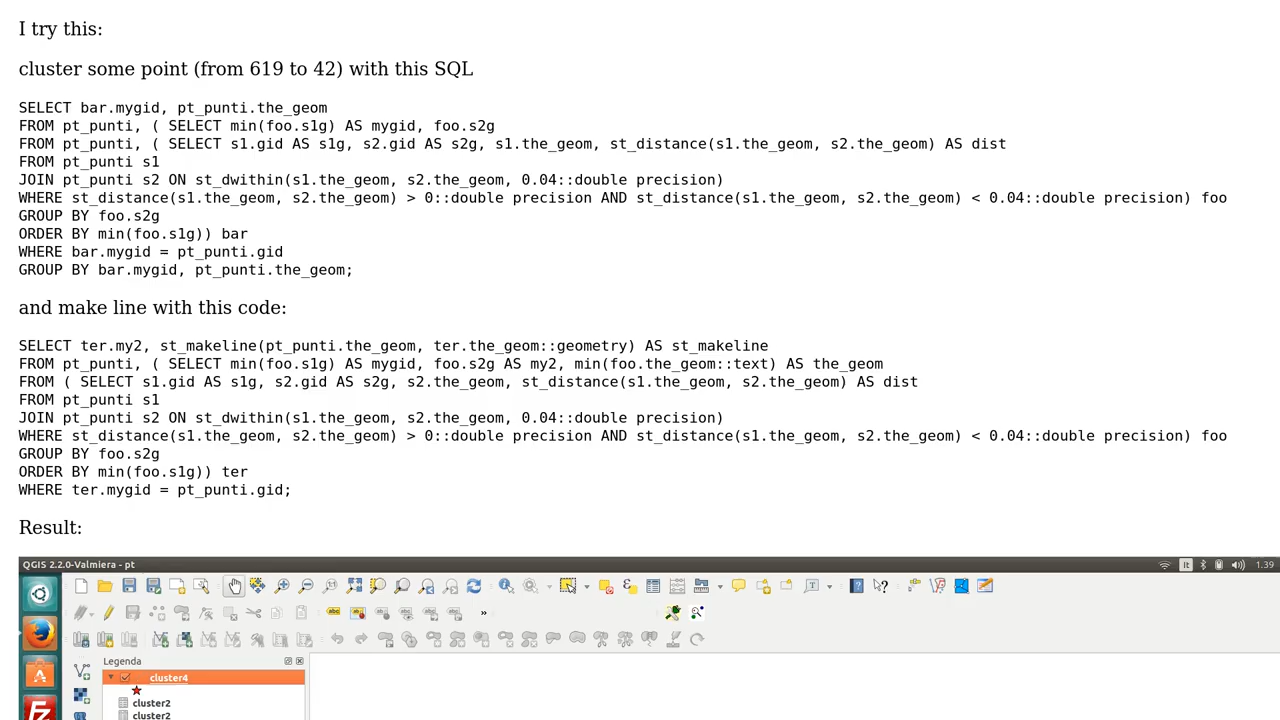 I try this:
cluster some point (from 619 to 42) with this SQL
SELECT bar.mygid, pt_punti.the_geom
FROM pt_punti, ( SELECT min(foo.s1g) AS mygid, foo.s2g
FROM pt_punti, ( SELECT s1.gid AS s1g, s2.gid AS s2g, s1.the_geom, st_distance(s1.the_geom, s2.the_geom) AS dist
FROM pt_punti s1
JOIN pt_punti s2 ON st_dwithin(s1.the_geom, s2.the_geom, 0.04::double precision)
WHERE st_distance(s1.the_geom, s2.the_geom) > 0::double precision AND st_distance(s1.the_geom, s2.the_geom) < 0.04::double precision) foo
GROUP BY foo.s2g
ORDER BY min(foo.s1g)) bar
WHERE bar.mygid = pt_punti.gid
GROUP BY bar.mygid, pt_punti.the_geom;
and make line with this code:
SELECT ter.my2, st_makeline(pt_punti.the_geom, ter.the_geom::geometry) AS st_makeline
FROM pt_punti, ( SELECT min(foo.s1g) AS mygid, foo.s2g AS my2, min(foo.the_geom::text) AS the_geom
FROM ( SELECT s1.gid AS s1g, s2.gid AS s2g, s2.the_geom, st_distance(s1.the_geom, s2.the_geom) AS dist
FROM pt_punti s1
JOIN pt_punti s2 ON st_dwithin(s1.the_geom, s2.the_geom, 0.04::double precision)
WHERE st_distance(s1.the_geom, s2.the_geom) > 0::double precision AND st_distance(s1.the_geom, s2.the_geom) < 0.04::double precision) foo
GROUP BY foo.s2g
ORDER BY min(foo.s1g)) ter
WHERE ter.mygid = pt_punti.gid;
Result:
QGIS 2.2.0-Valmiera - pt
It
1.39
Legenda
cluster4
cluster2
cluster2